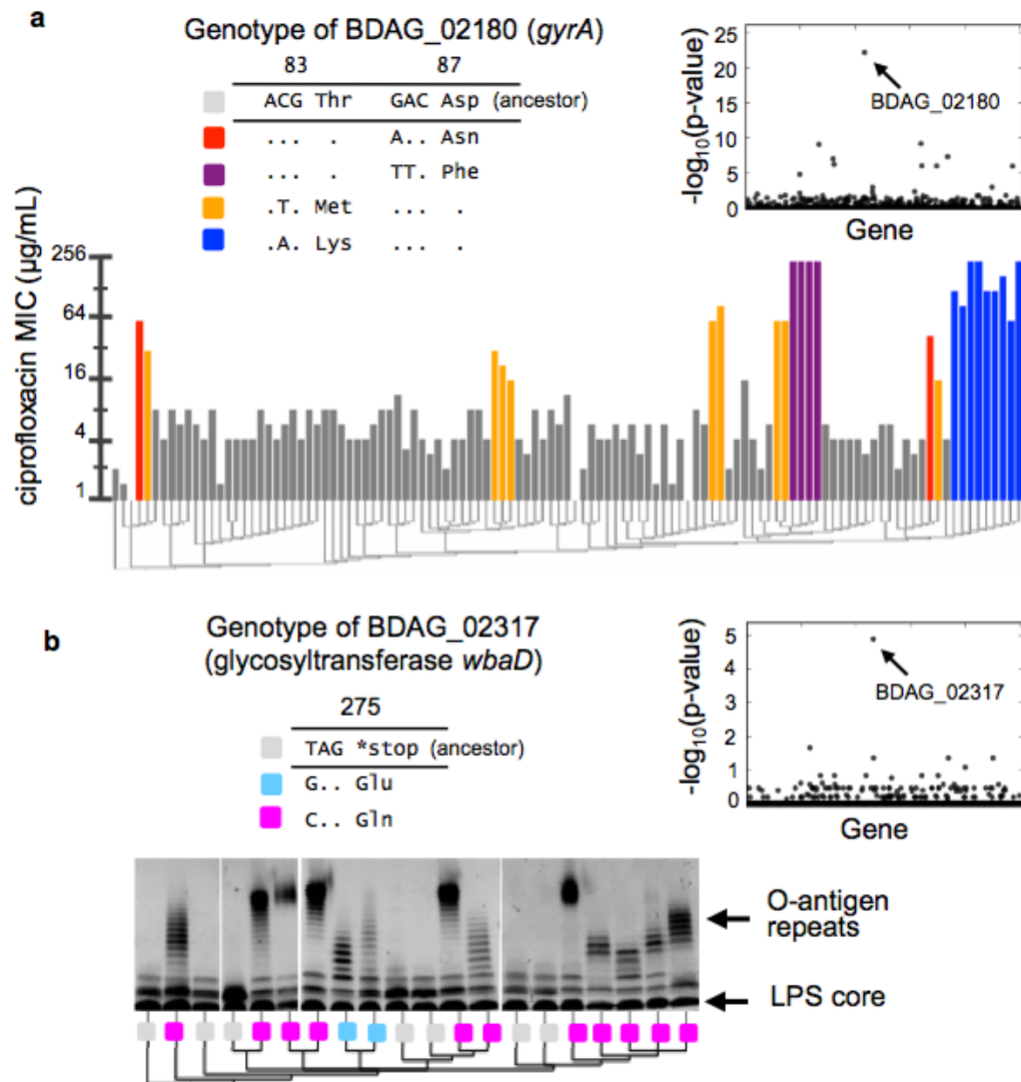 a
Genotype of BDAG_02180 (gyrA)
83 87
ACG Thr GAC Asp (ancestor)
... . A.. Asn
... . TT. Phe
.T. Met ... .
.A. Lys ... .
25
20
15
10
5
0
-log10(p-value)
BDAG_02180
Gene
ciprofloxacin MIC (µg/mL)
256
64
16
4
1
b
Genotype of BDAG_02317
(glycosyltransferase wbaD)
275
TAG *stop (ancestor)
G.. Glu
C.. Gln
5
4
3
2
1
0
-log10(p-value)
BDAG_02317
Gene
O-antigen
repeats
LPS core